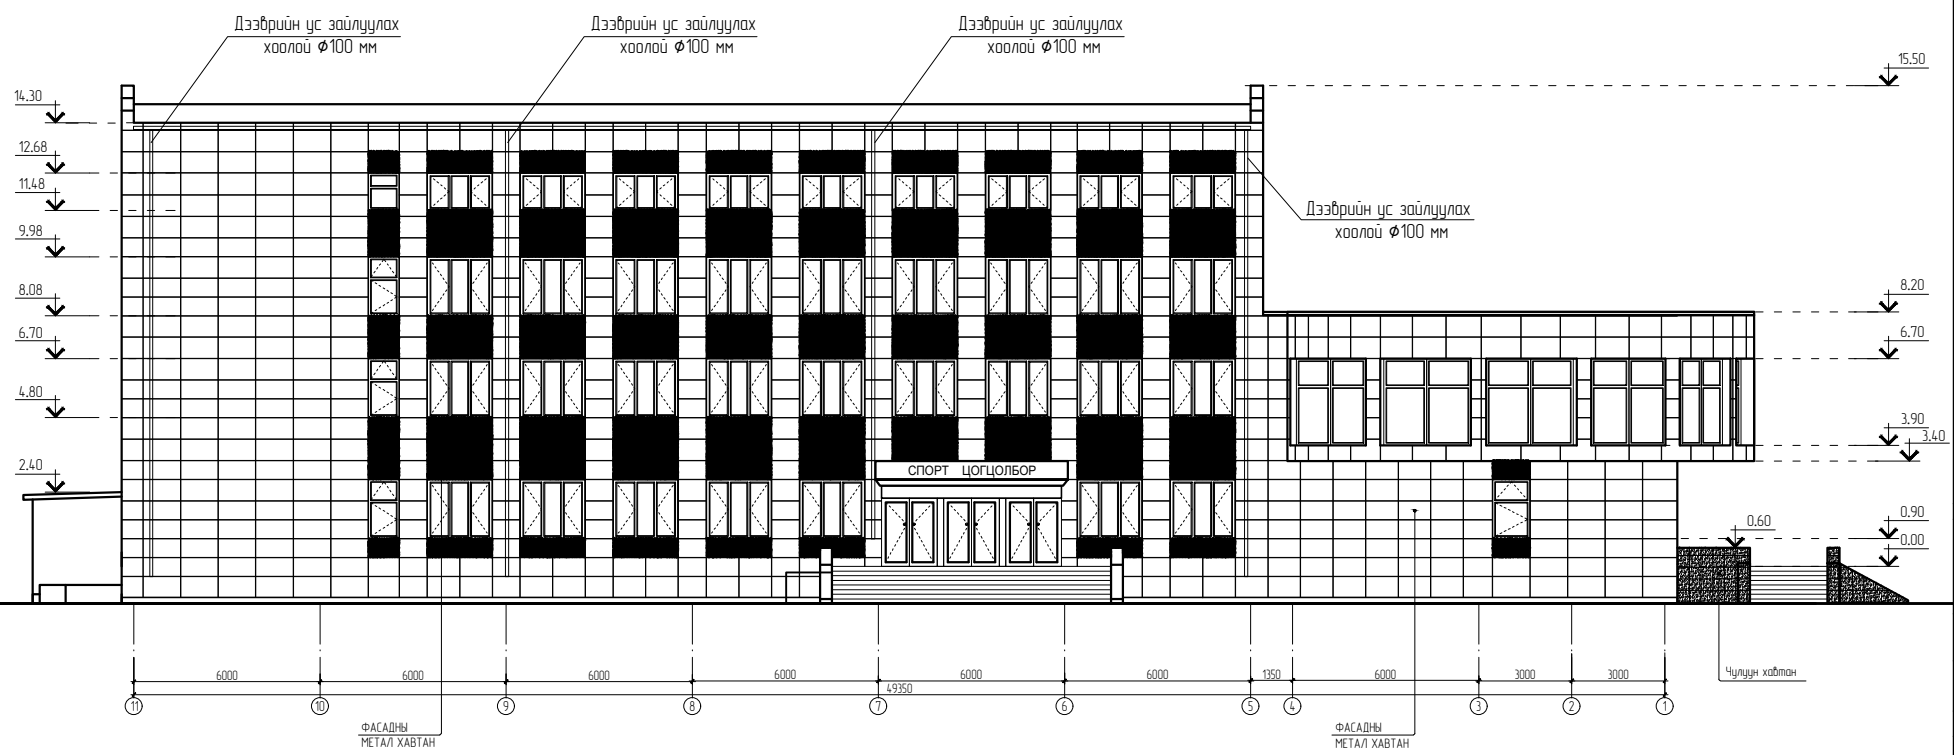 Дээврийн ус зайлуулах
хоолой Ф100 мм
Дээврийн ус зайлуулах
хоолой Ф100 мм
Дээврийн ус зайлуулах
хоолой Ф100 мм
15.50
14.30
12.68
11.48
Дээврийн ус зайлуулах
хоолой Ф100 мм
9.98
8.08
8.20
6.70
6.70
4.80
3.90
3.40
2.40
СПОРТ ЦОГЦОЛБОР
0.60
0.90
0.00
6000
6000
6000
6000
6000
6000
1350
6000
3000
3000
Чулуун хавтан
49350
11
10
9
8
7
6
5
4
3
2
1
ФАСАДНЫ
МЕТАЛ ХАВТАН
ФАСАДНЫ
МЕТАЛ ХАВТАН